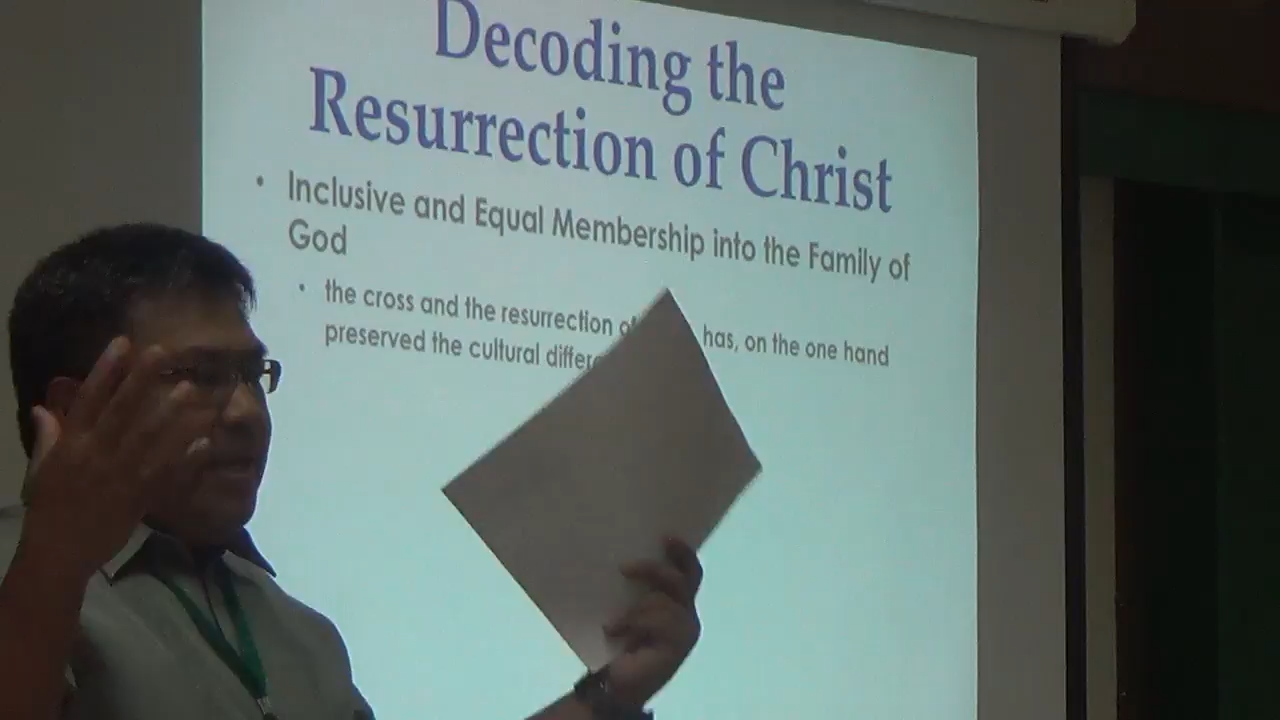 Decoding the
Resurrection of Christ
• Inclusive and Equal Membership into the Family of
God
• the cross and the resurrection of has, on the one hand
preserved the cultural